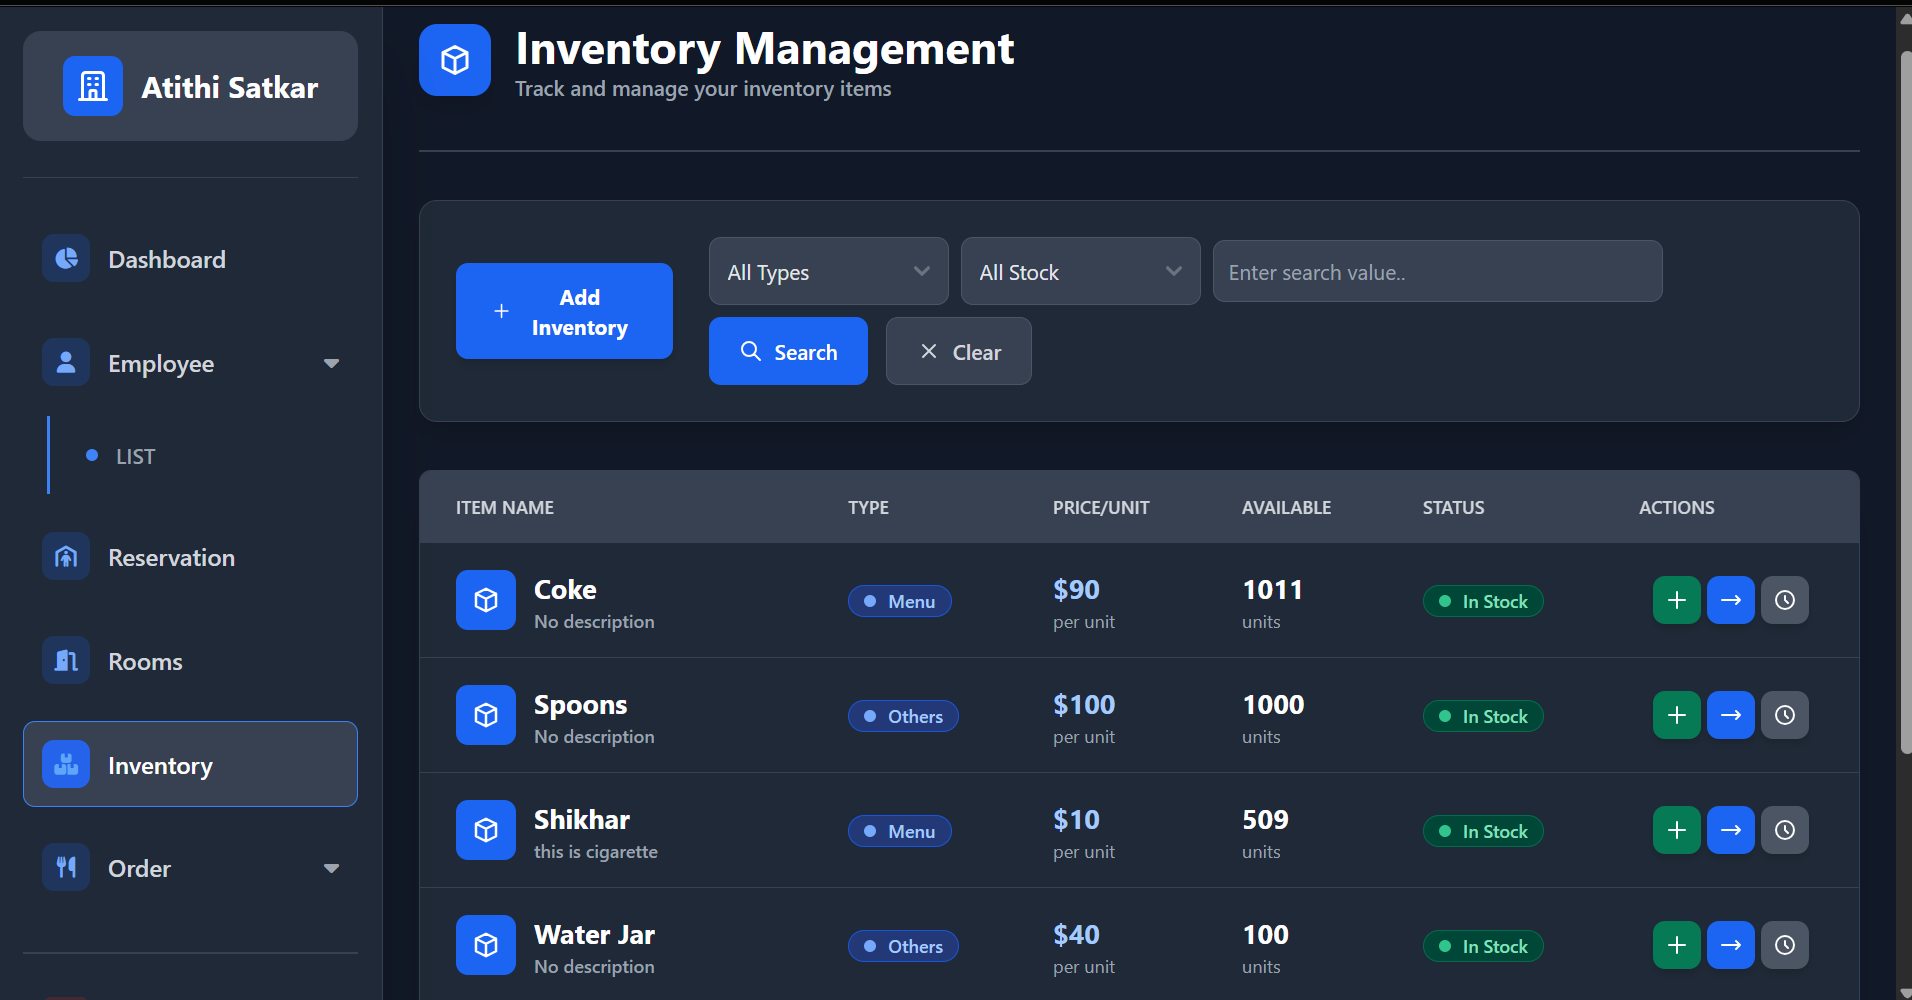 Atithi Satkar
Dashboard
Employee
LIST
Reservation
Rooms
Inventory
Order
Inventory Management
Track and manage your inventory items
Add
Inventory
All Types
All Stock
Enter search value..
Search
Clear
ITEM NAME TYPE PRICE/UNIT AVAILABLE STATUS ACTIONS
Coke Menu $90 1011 In Stock
No description per unit units
Spoons Others $100 1000 In Stock
No description per unit units
Shikhar Menu $10 509 In Stock
this is cigarette per unit units
Water Jar Others $40 100 In Stock
No description per unit units